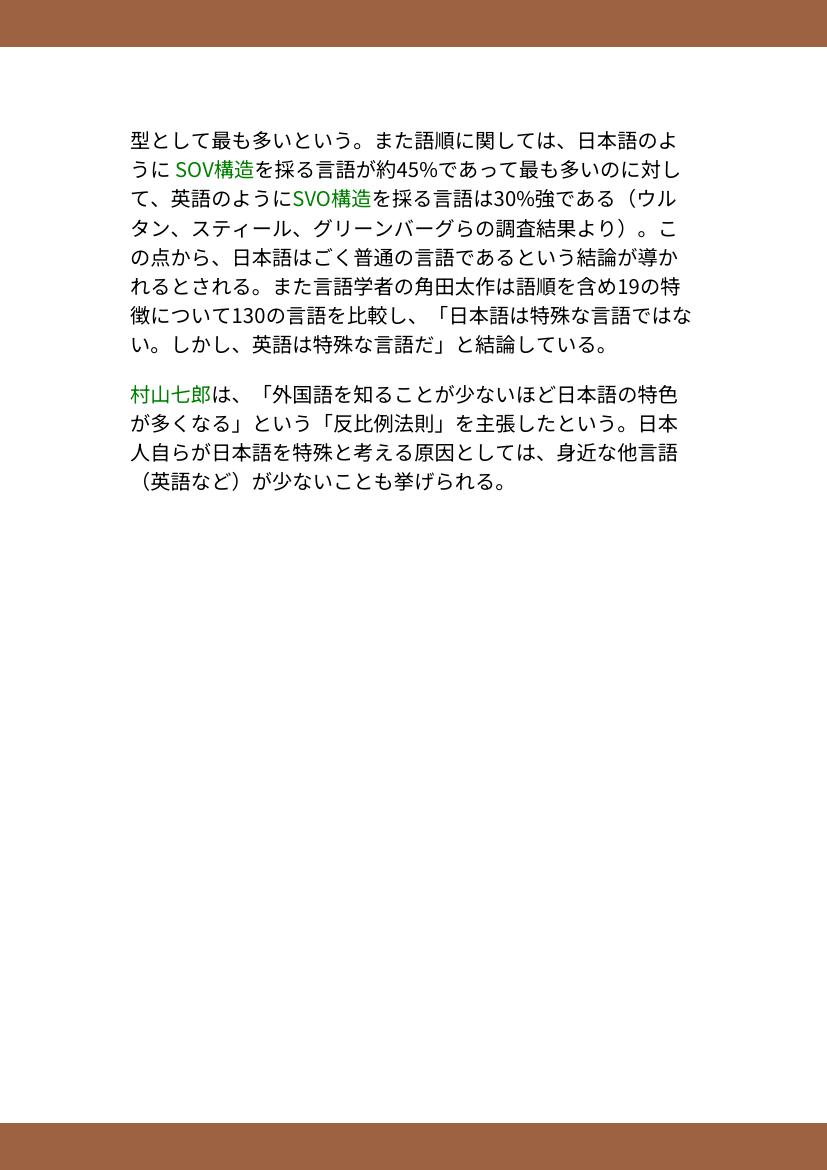 型として最も多いという。また語順に関しては、日本語のよ
うに SOV構造を採る言語が約45%であって最も多いのに対し
て、英語のようにSVO構造を採る言語は30%強である（ウル
タン、スティール、グリーンバーグらの調査結果より）。こ
の点から、日本語はごく普通の言語であるという結論が導か
れるとされる。また言語学者の角田太作は語順を含め19の特
徴について130の言語を比較し、「日本語は特殊な言語ではな
い。しかし、英語は特殊な言語だ」と結論している。
村山七郎は、「外国語を知ることが少ないほど日本語の特色
が多くなる」という「反比例法則」を主張したという。日本
人自らが日本語を特殊と考える原因としては、身近な他言語
（英語など）が少ないことも挙げられる。